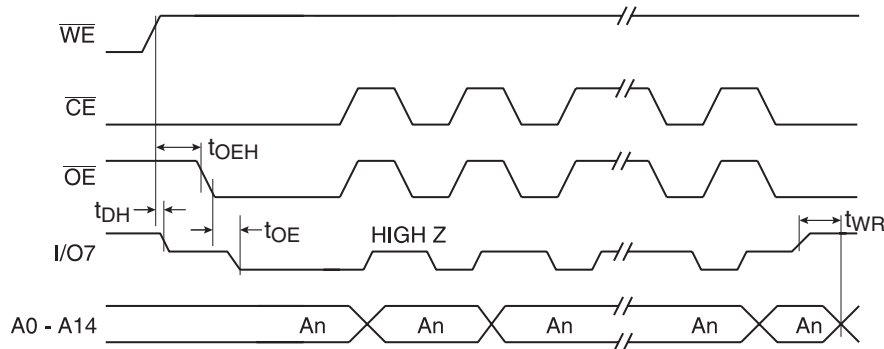 WE
CE
tOEH
OE
tDH
tOE
HIGH Z
tWR
I/O7
A0 - A14
An
An
An
An
An